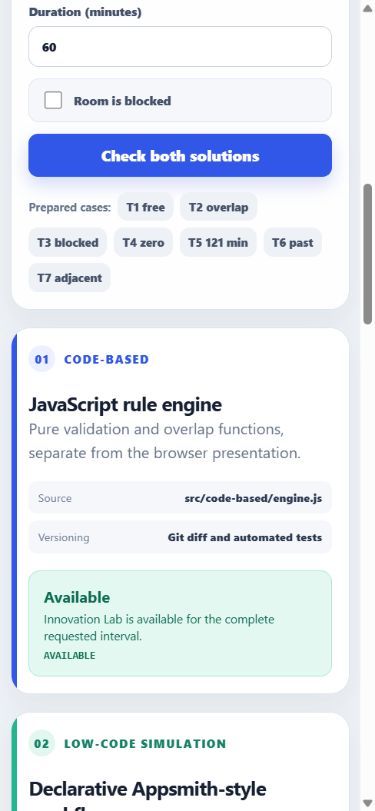 Duration (minutes)
60
Room is blocked
Check both solutions
Prepared cases: T1 free T2 overlap
T3 blocked T4 zero T5 121 min T6 past
T7 adjacent
01 CODE-BASED
JavaScript rule engine
Pure validation and overlap functions,
separate from the browser presentation.
Source src/code-based/engine.js
Versioning Git diff and automated tests
Available
Innovation Lab is available for the complete
requested interval.
AVAILABLE
02 LOW-CODE SIMULATION
Declarative Appsmith-style